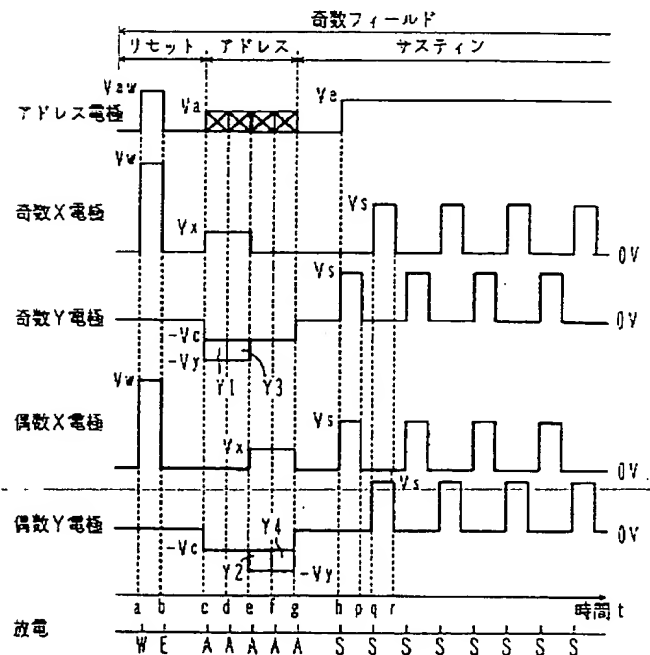 奇数フィールド
リセット アドレス サスティン
Vaw
Va
Ve
アドレス電極
Vw
奇数X電極
Vx
Vs
0V
Vs
奇数Y電極
0V
-Vc
-Vy
Y1 Y3
Vw
偶数X電極
Vs
Vx
0V
Vs
偶数Y電極
0V
-Vc
Y4
Y2
-Vy
a b c d e f g h p q r 時間 t
放電
W E A A A A A S S S S S S S S